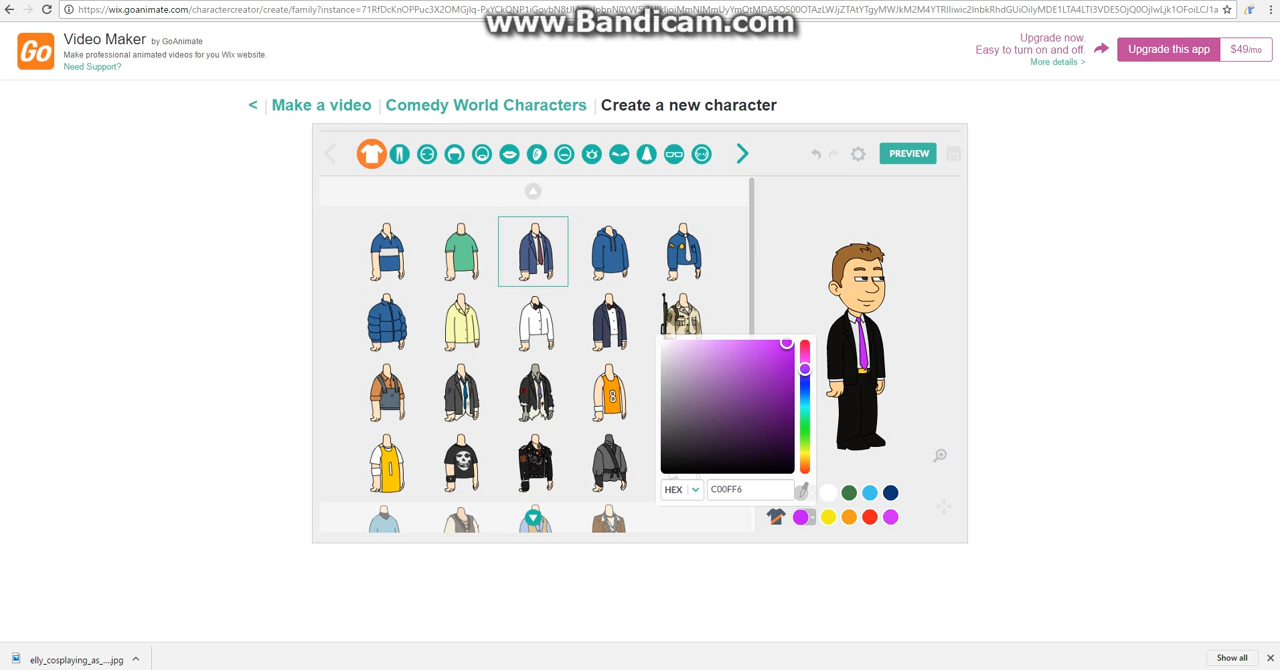 www.Bandicam.com
Go
Video Maker by GoAnimate
Make professional animated videos for you Wix website.
Need Support?
Upgrade now.
Easy to turn on and off.
More details >
Upgrade this app
$49/mo
< | Make a video | Comedy World Characters | Create a new character
PREVIEW
8
HEX
C00FF6
elly_cosplaying_as_....jpg
Show all